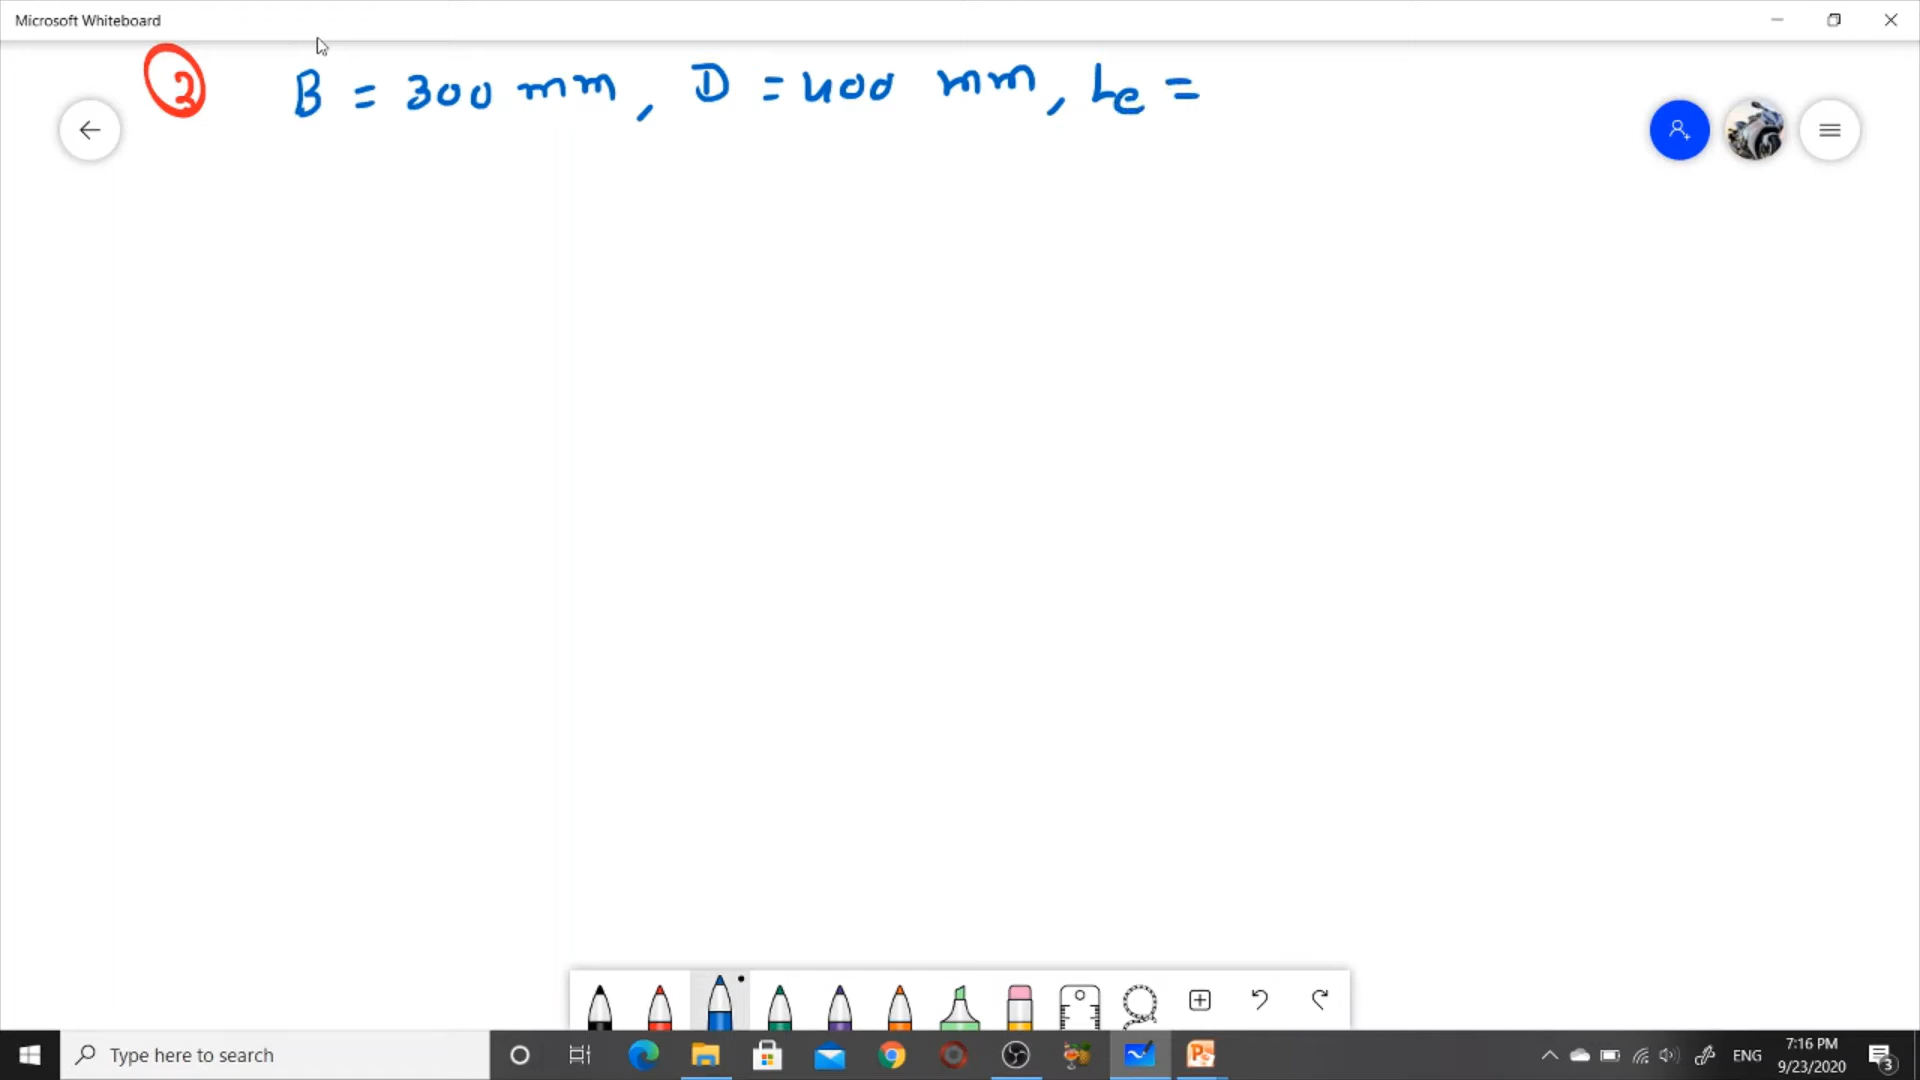 Microsoft Whiteboard
2 B = 300 mm, D = 400 mm, Le =
Type here to search
ENG
7:16 PM
9/23/2020
3